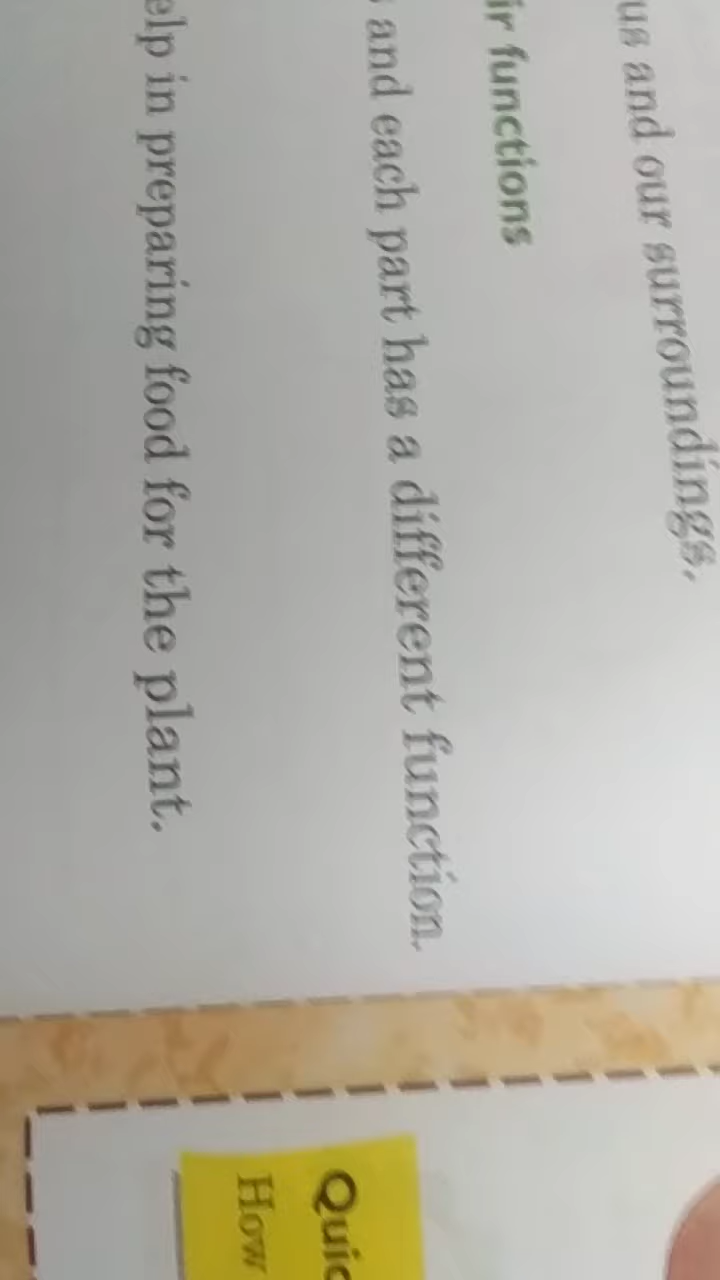 us and our surroundings.
ir functions
and each part has a different function.
elp in preparing food for the plant.
Quic
How